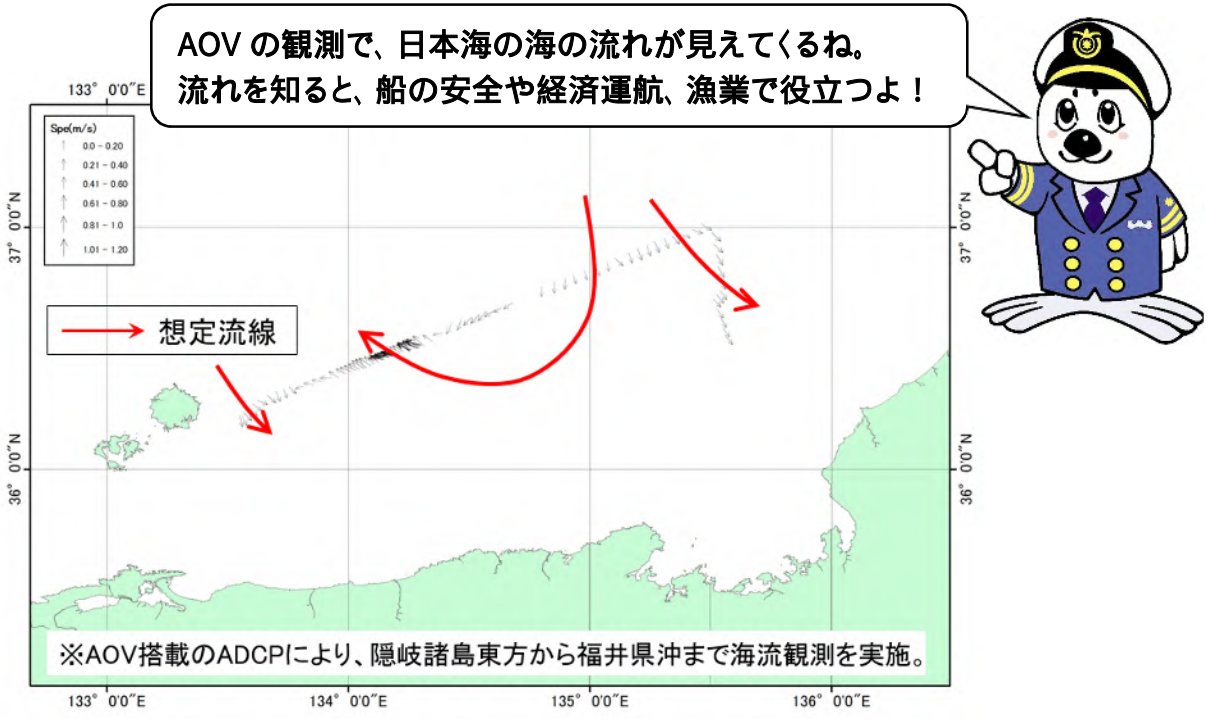 AOV の観測で、日本海の海の流れが見えてくるね。
流れを知ると、船の安全や経済運航、漁業で役立つよ！
133° 0'0"E
Spe(m/s)
0.0 - 0.20
0.21 - 0.40
0.41 - 0.60
0.61 - 0.80
0.81 - 1.0
1.01 - 1.20
37° 0'0"N
37° 0'0"N
想定流線
36° 0'0"N
36° 0'0"N
※AOV搭載のADCPにより、隠岐諸島東方から福井県沖まで海流観測を実施。
133° 0'0"E
134° 0'0"E
135° 0'0"E
136° 0'0"E